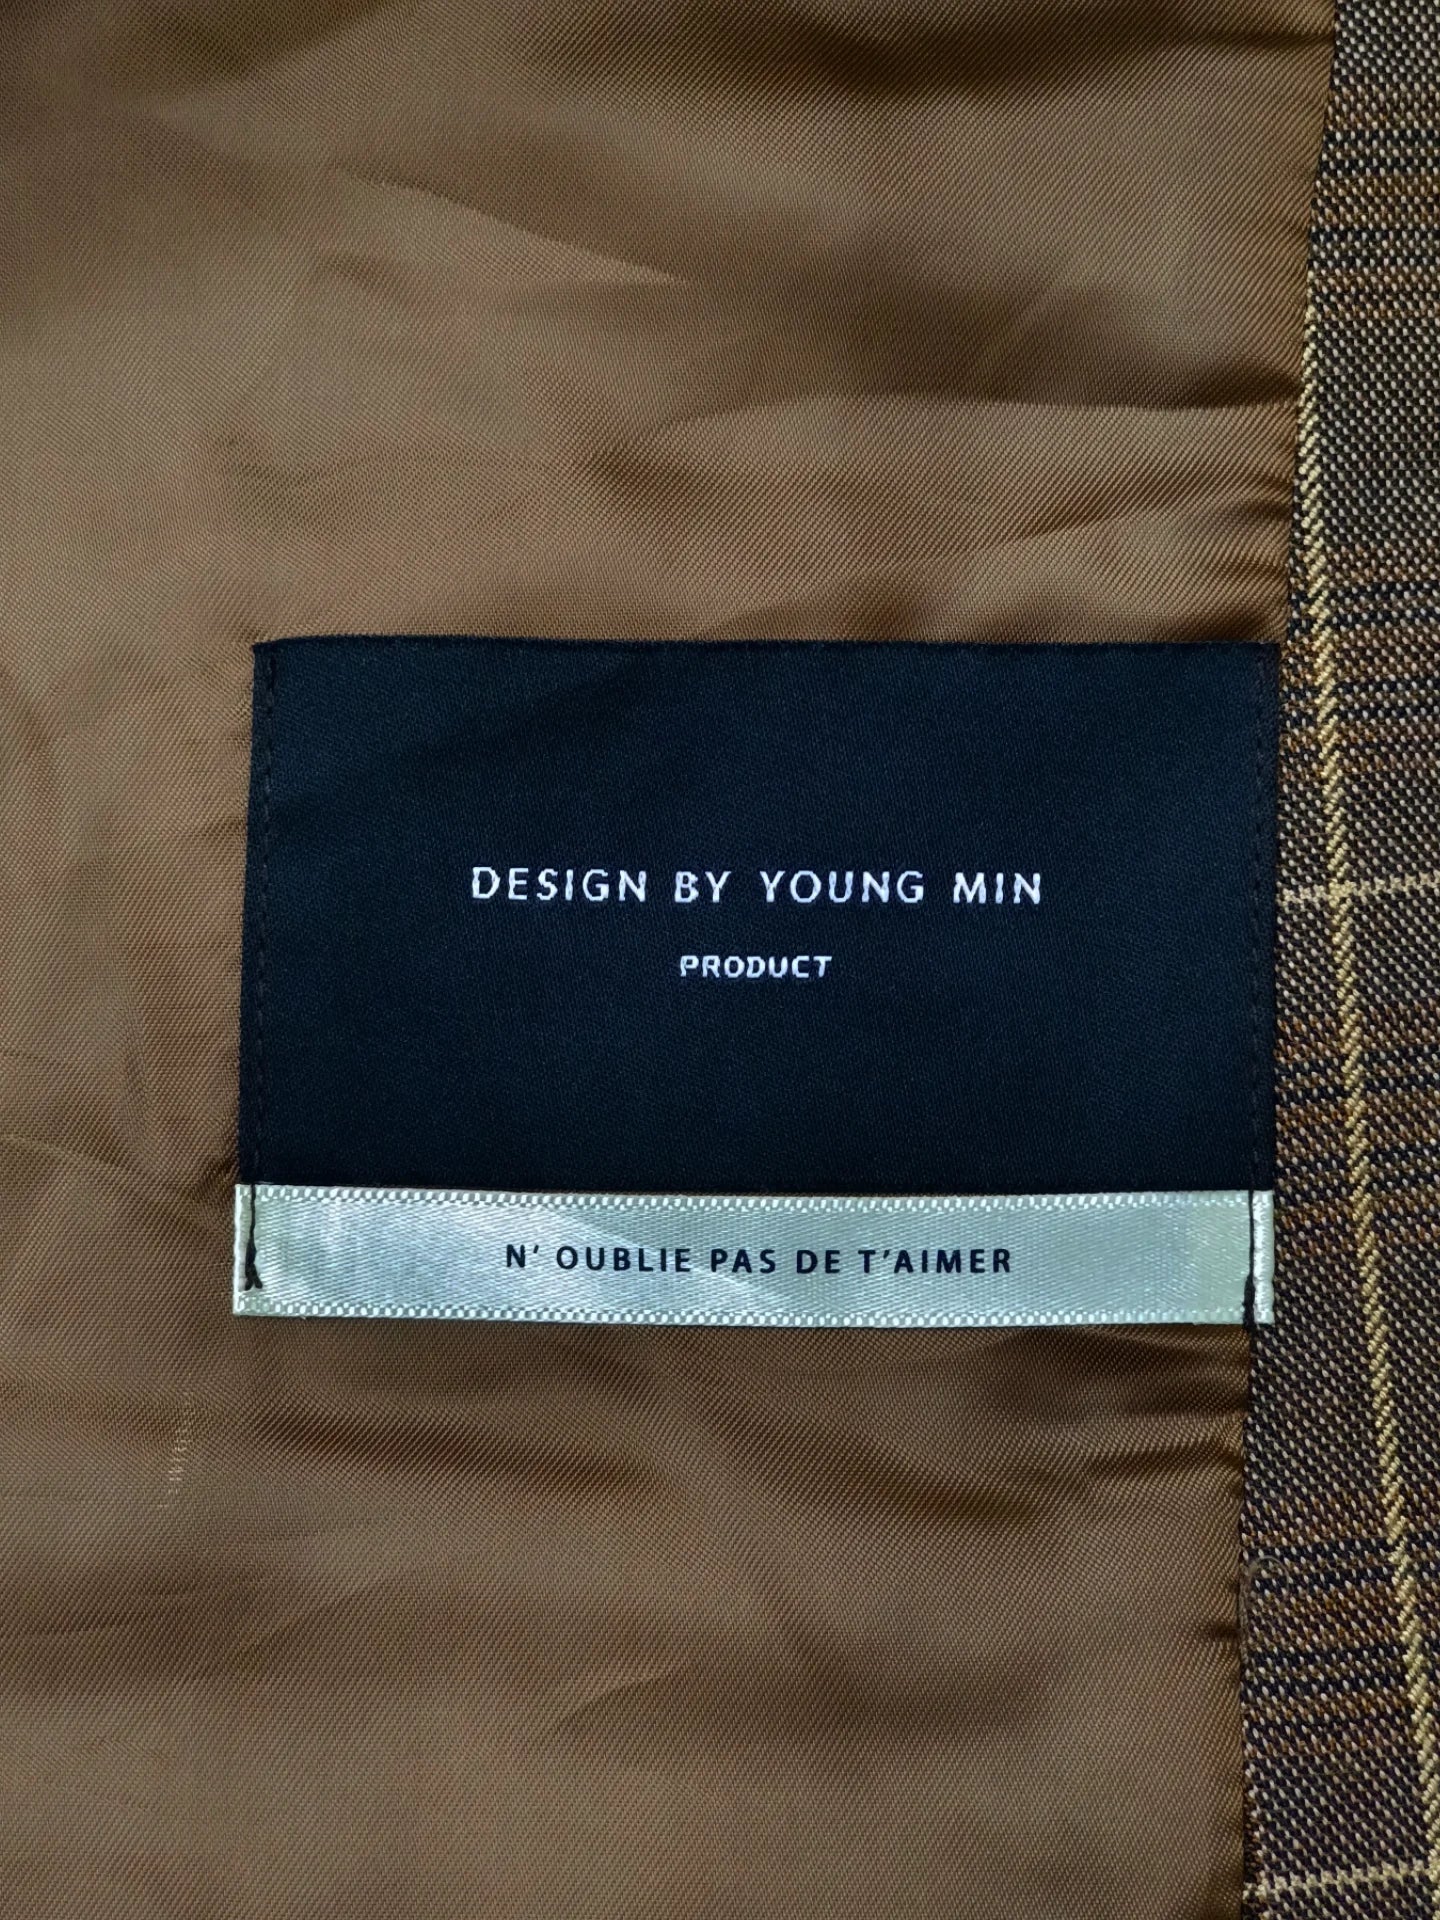 DESIGN BY YOUNG MIN
PRODUCT
N' OUBLIE PAS DE T'AIMER